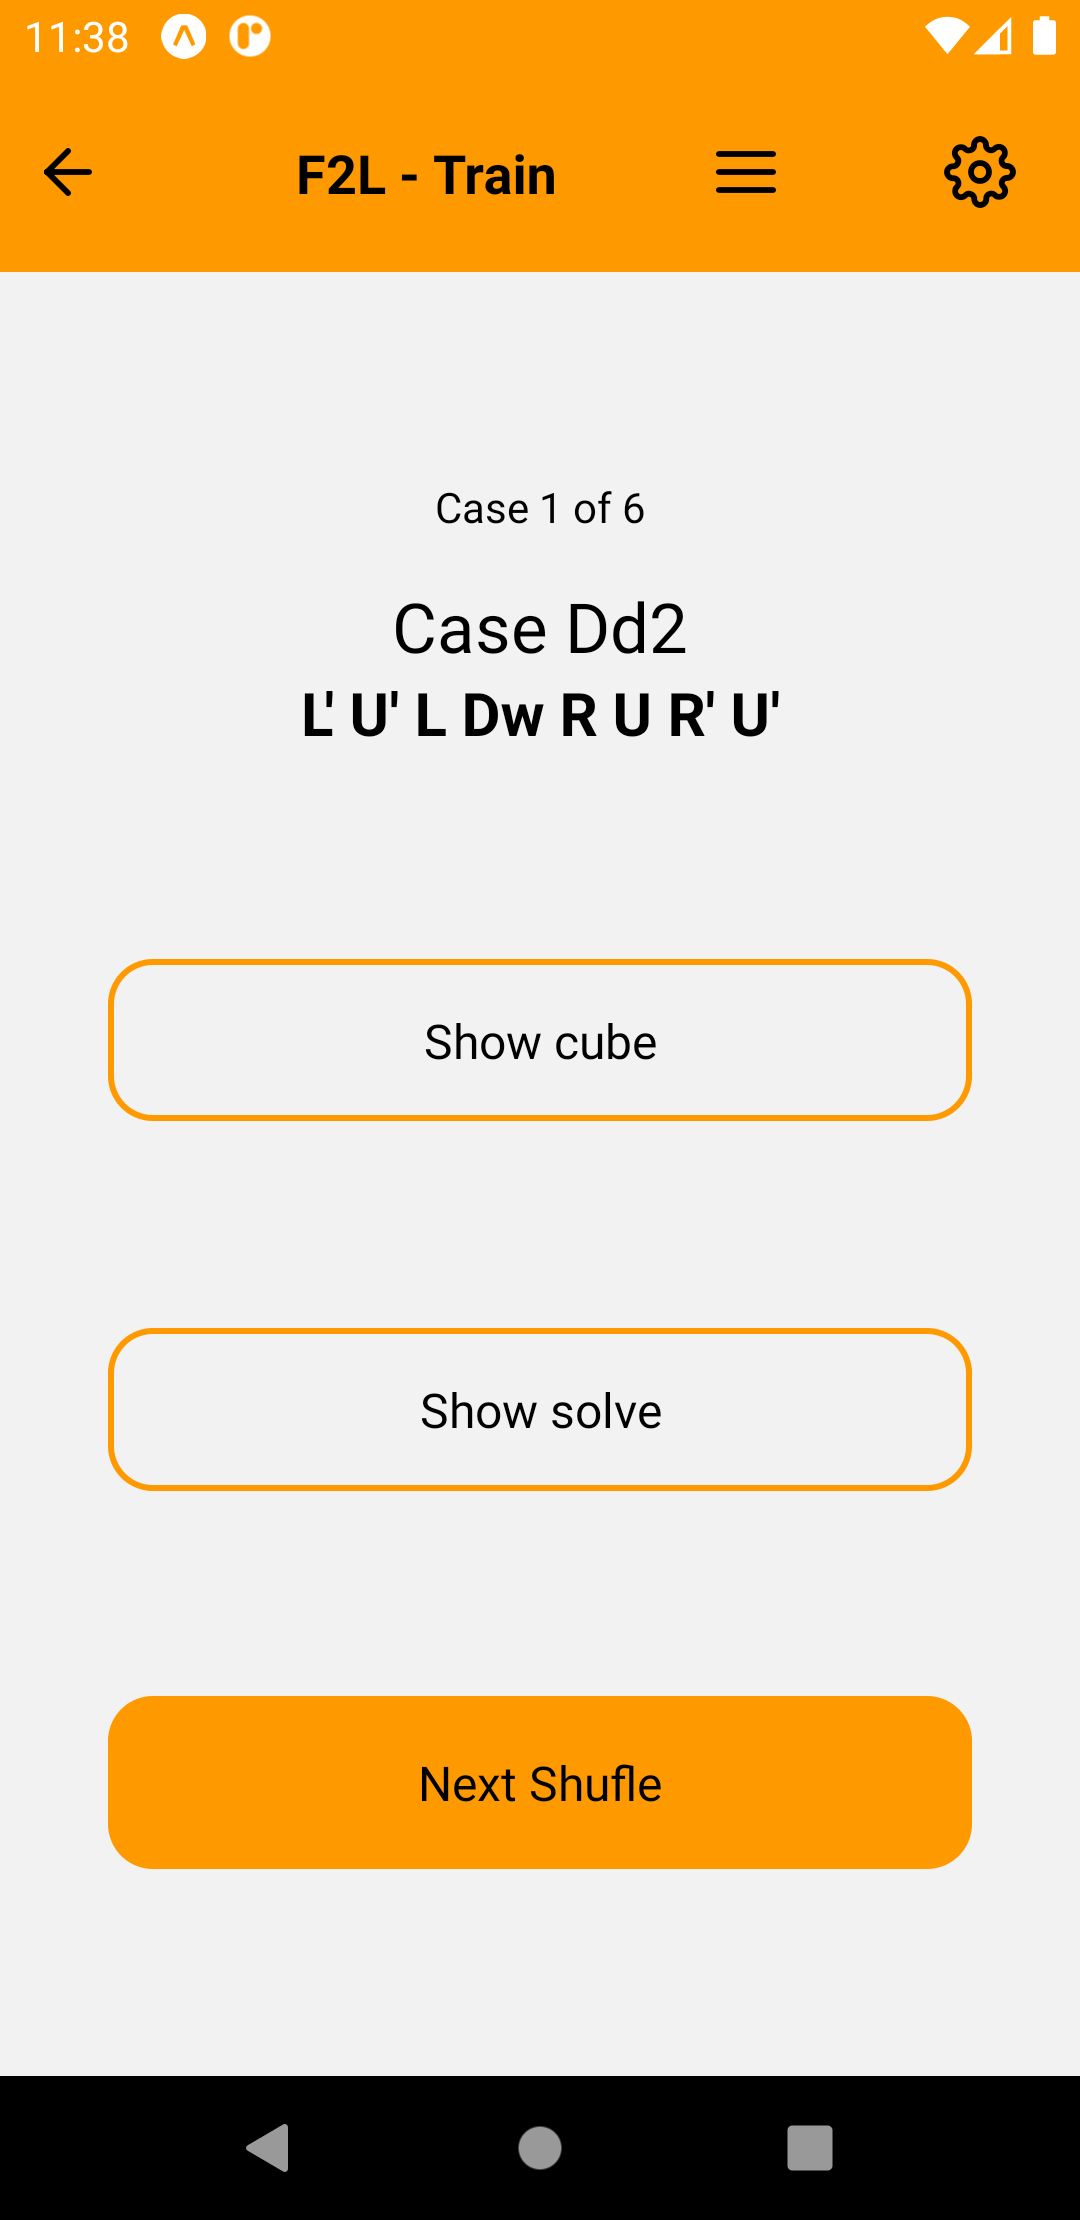 11:38
F2L - Train
Case 1 of 6
Case Dd2
L' U' L Dw R U R' U'
Show cube
Show solve
Next Shufle